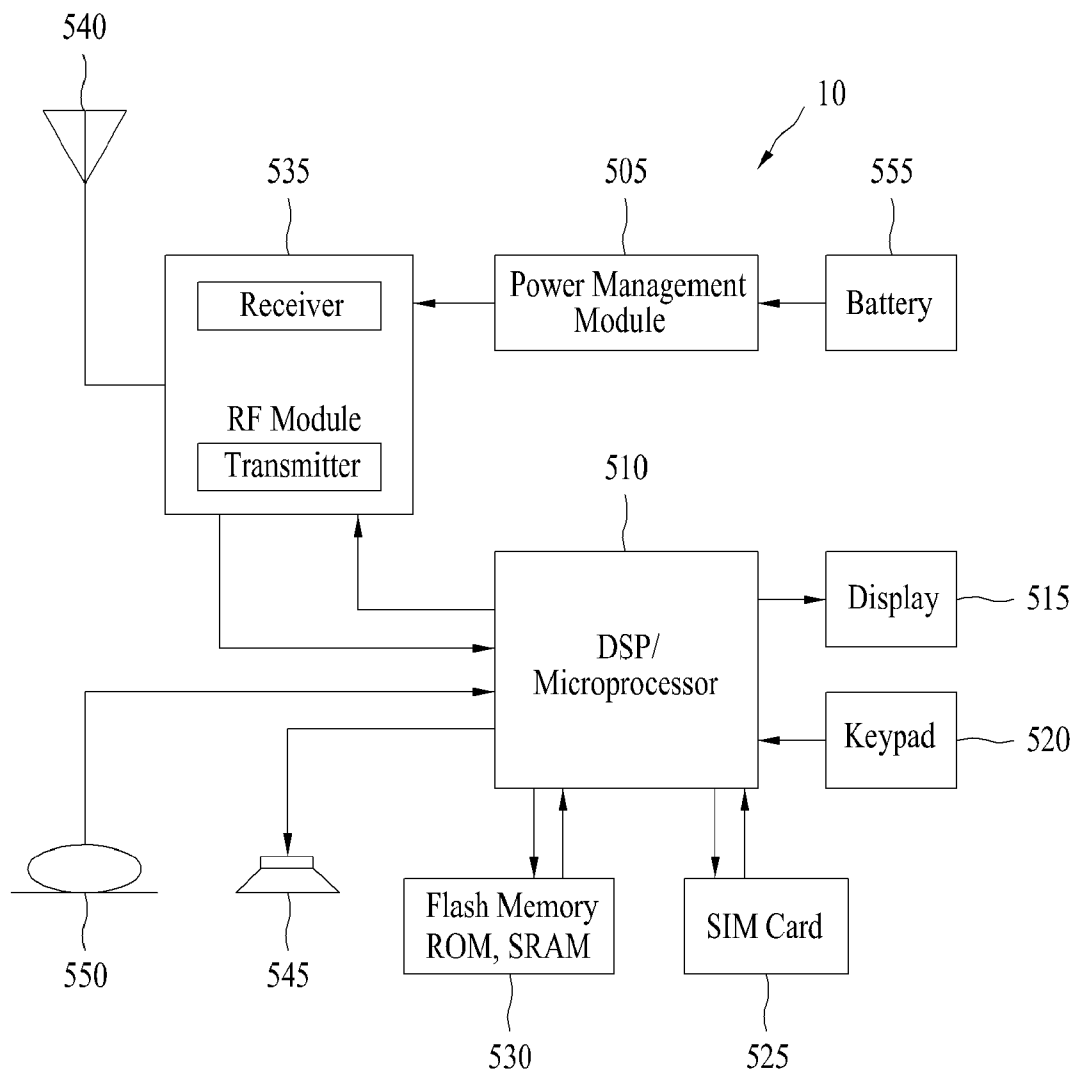 540
10
535
505
555
Receiver
Power Management
Module
Battery
RF Module
Transmitter
510
DSP/
Microprocessor
Display
515
Keypad
520
Flash Memory
ROM, SRAM
SIM Card
550
545
530
525